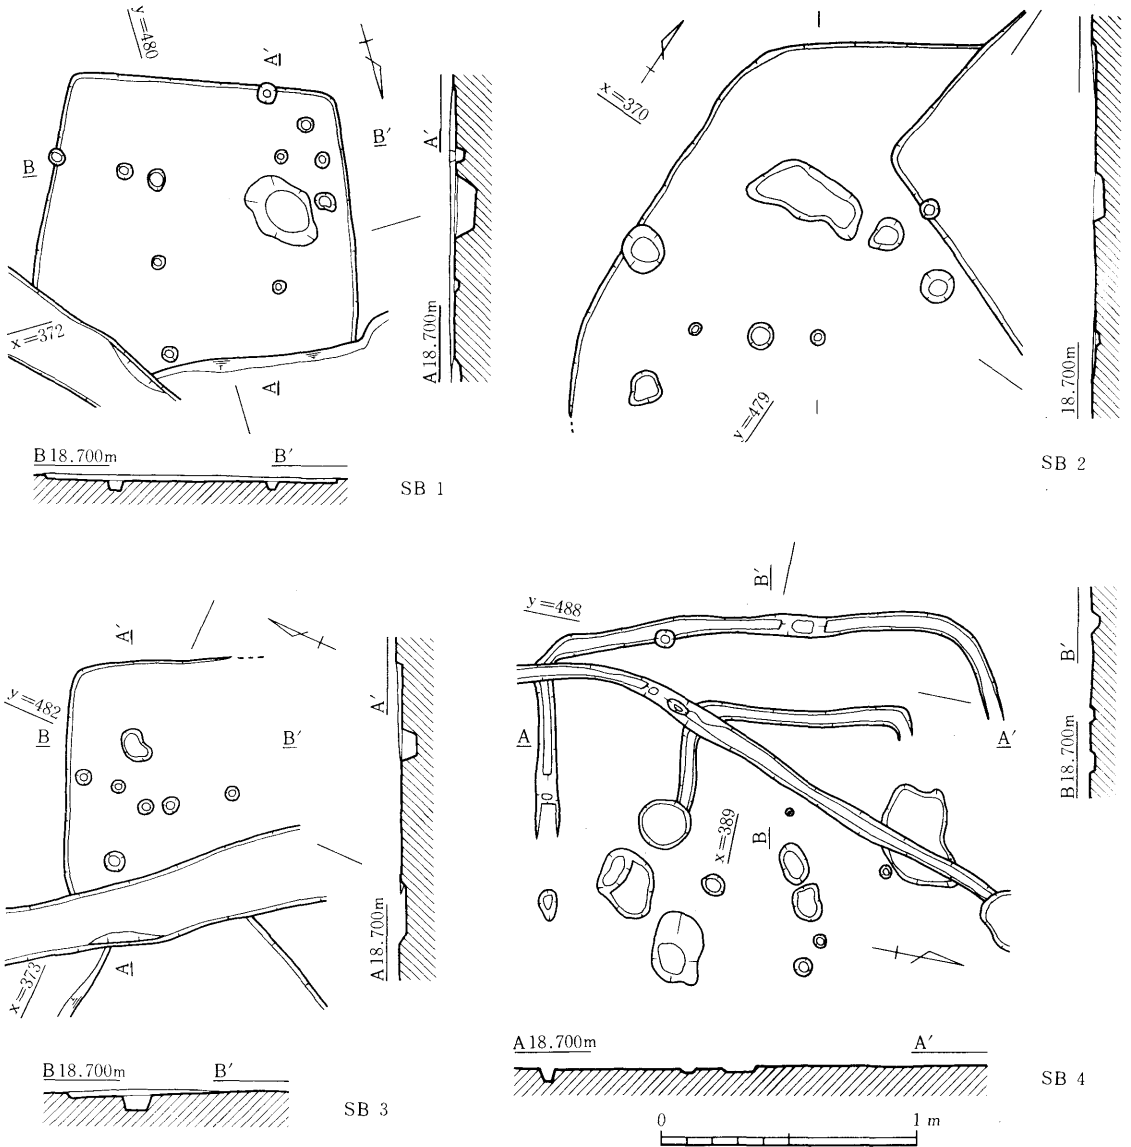 y=480
A′
B′
B
x=372
A
A′
A 18.700m
B 18.700m
B′
SB 1
x=370
y=479
18.700m
SB 2
A′
y=482
B
B′
A
x=373
A′
A 18.700m
B 18.700m
B′
SB 3
B′
y=488
A
A′
x=389
B
B′
B 18.700m
A 18.700m
A′
SB 4
0
1 m